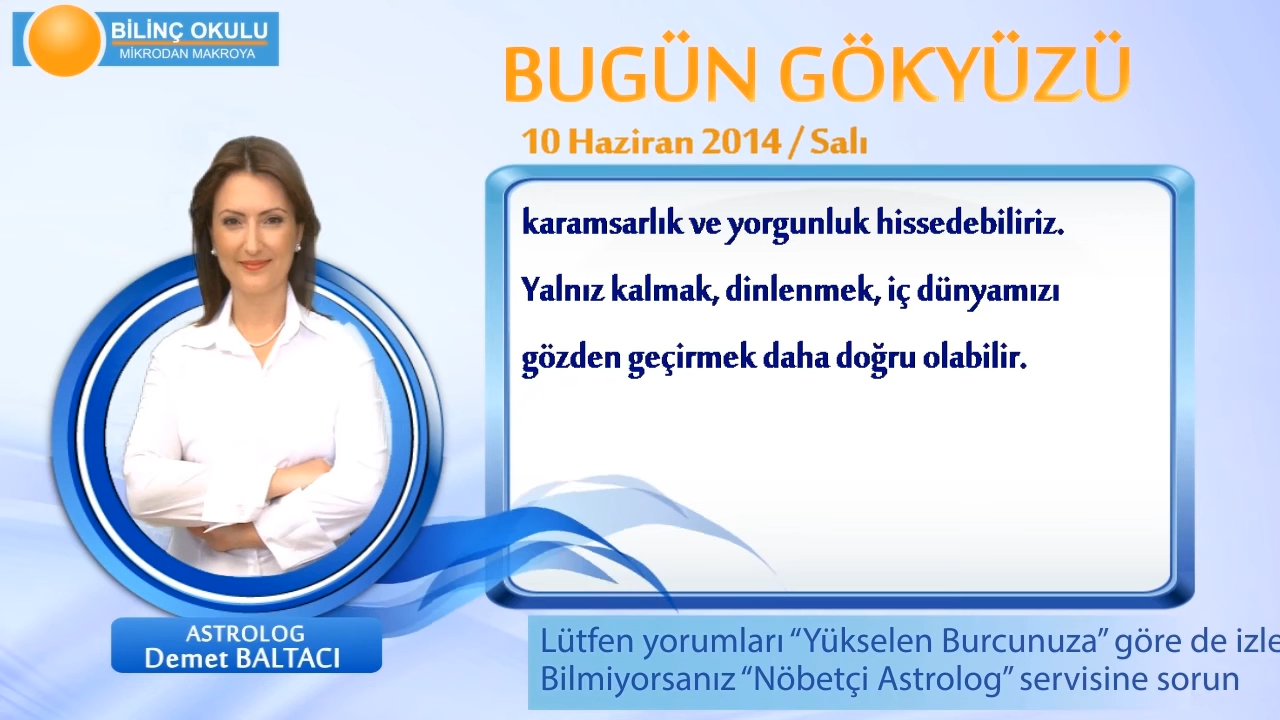 BİLİNÇ OKULU
MİKRODAN MAKROYA
BUGÜN GÖKYÜZÜ
10 Haziran 2014 / Salı
karamsarlık ve yorgunluk hissedebiliriz.
Yalnız kalmak, dinlenmek, iç dünyamızı
gözden geçirmek daha doğru olabilir.
ASTROLOG
Demet BALTACI
Lütfen yorumları “Yükselen Burcunuza” göre de izle
Bilmiyorsanız “Nöbetçi Astrolog” servisine sorun